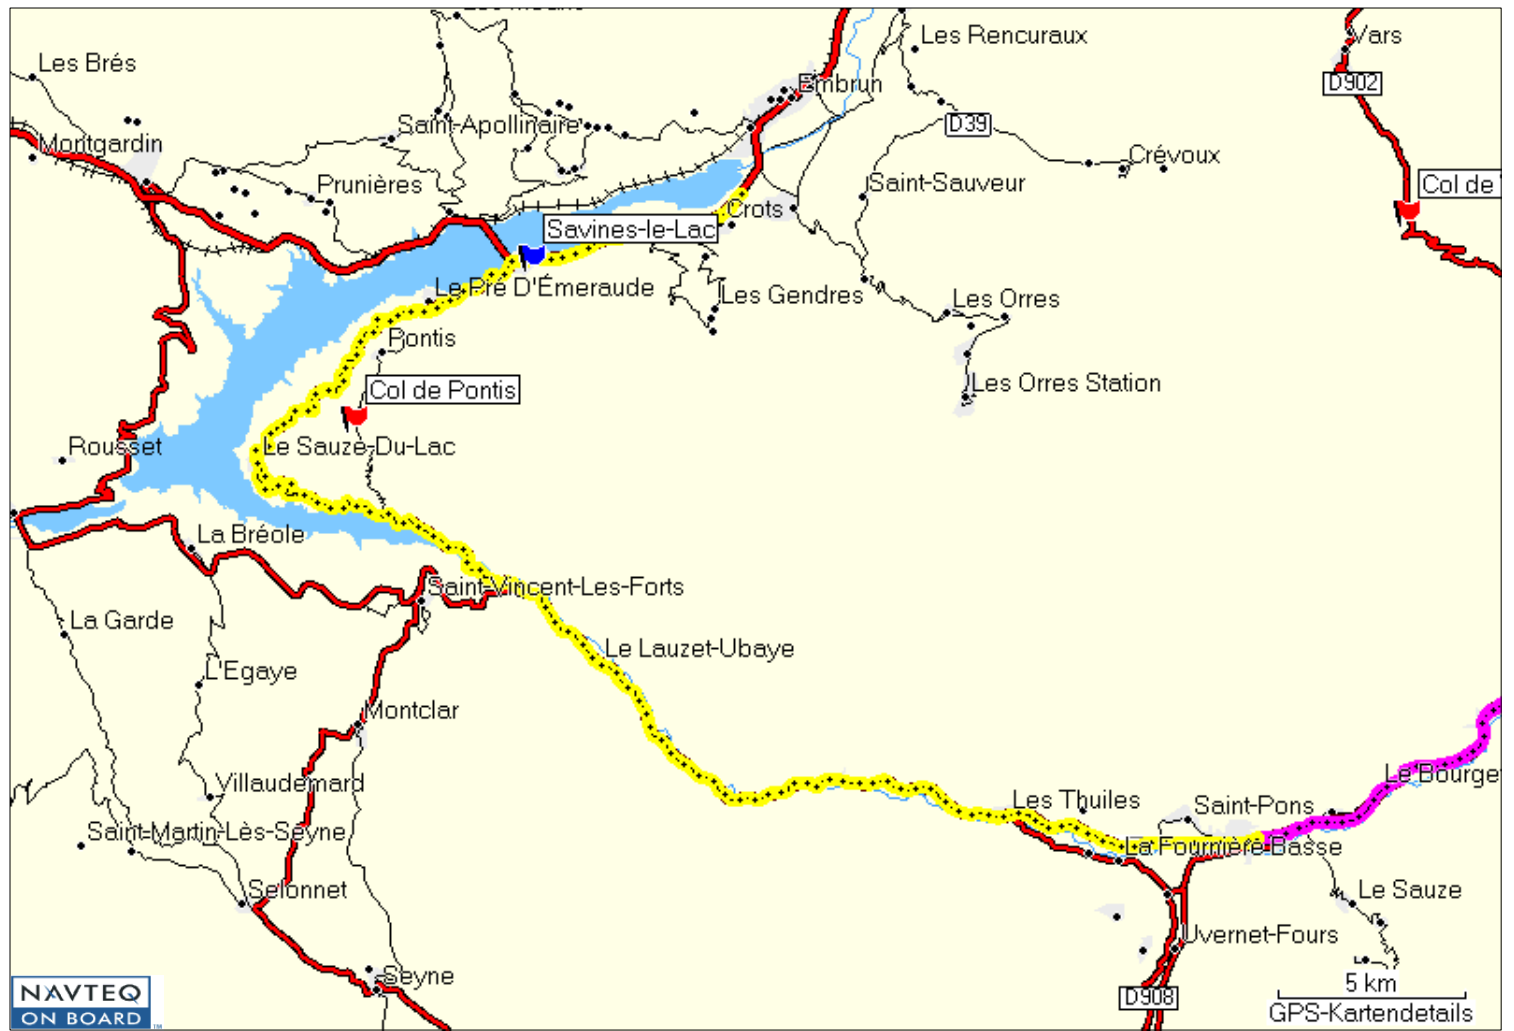 Les Rencuraux
Vars
Les Brés
D902
Embrun
Saint-Apollinaire
D39
Montgardin
Crévoux
Prunières
Saint-Sauveur
Col de
Crots
Savines-le-Lac
Le Pré D'Émeraude
Les Gendres
Les Orres
Pontis
Col de Pontis
Les Orres Station
Rousset
Le Sauze-Du-Lac
La Bréole
Saint-Vincent-Les-Forts
La Garde
Le Lauzet-Ubaye
L'Egaye
Montclar
Villaudemard
Le Bourget
Les Thuiles
Saint-Pons
Saint-Martin-Lès-Seyne
La Fournière Basse
Selonnet
Le Sauze
Uvernet-Fours
Seyne
D908
5 km
GPS-Kartendetails
NAVTEQ
ON BOARD